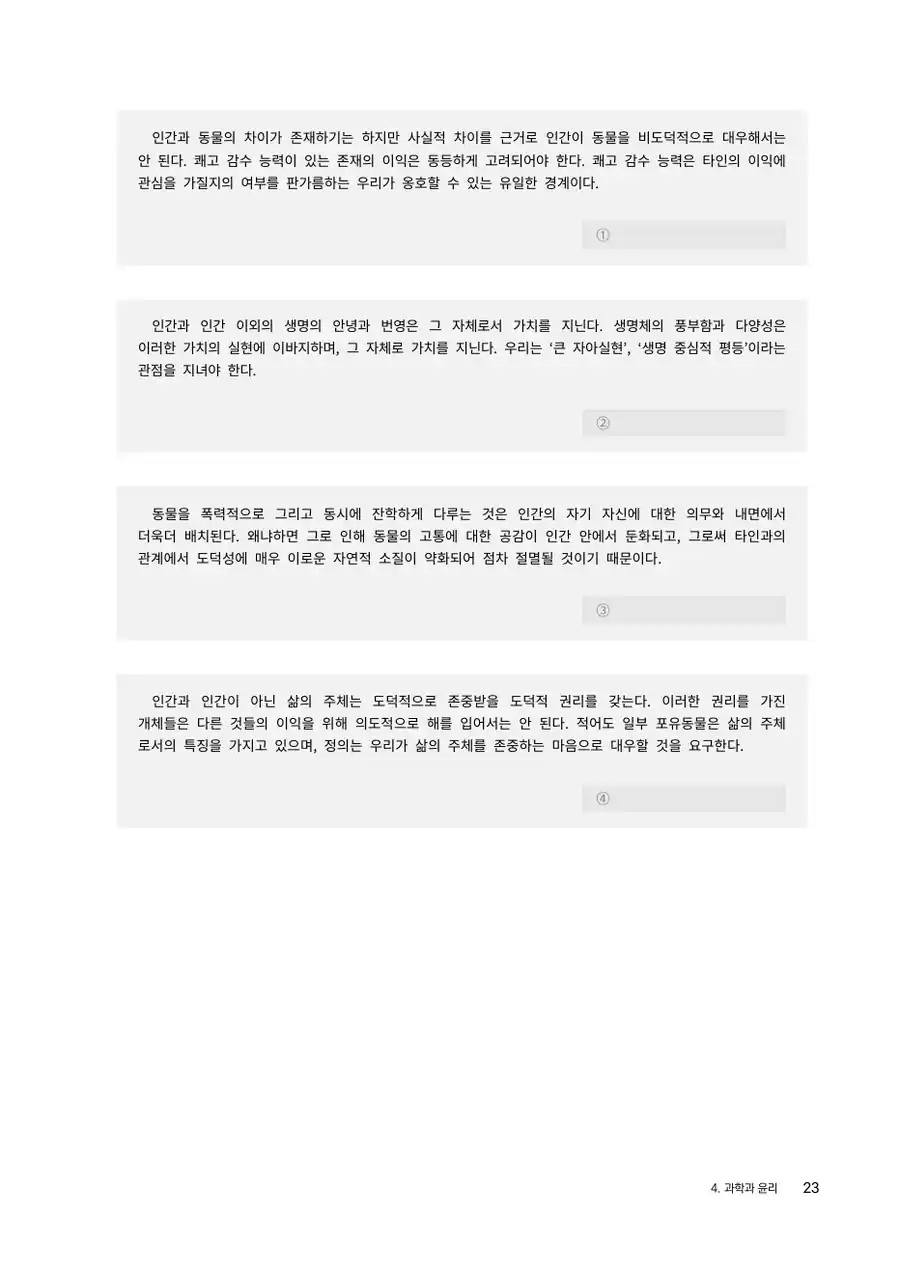 인간과 동물의 차이가 존재하기는 하지만 사실적 차이를 근거로 인간이 동물을 비도덕적으로 대우해서는
안 된다. 쾌고 감수 능력이 있는 존재의 이익은 동등하게 고려되어야 한다. 쾌고 감수 능력은 타인의 이익에
관심을 가질지의 여부를 판가름하는 우리가 옹호할 수 있는 유일한 경계이다.
①
인간과 인간 이외의 생명의 안녕과 번영은 그 자체로서 가치를 지닌다. 생명체의 풍부함과 다양성은
이러한 가치의 실현에 이바지하며, 그 자체로 가치를 지닌다. 우리는 ‘큰 자아실현’, ‘생명 중심적 평등’이라는
관점을 지녀야 한다.
②
동물을 폭력적으로 그리고 동시에 잔학하게 다루는 것은 인간의 자기 자신에 대한 의무와 내면에서
더욱더 배치된다. 왜냐하면 그로 인해 동물의 고통에 대한 공감이 인간 안에서 둔화되고, 그로써 타인과의
관계에서 도덕성에 매우 이로운 자연적 소질이 약화되어 점차 절멸될 것이기 때문이다.
③
인간과 인간이 아닌 삶의 주체는 도덕적으로 존중받을 도덕적 권리를 갖는다. 이러한 권리를 가진
개체들은 다른 것들의 이익을 위해 의도적으로 해를 입어서는 안 된다. 적어도 일부 포유동물은 삶의 주체
로서의 특징을 가지고 있으며, 정의는 우리가 삶의 주체를 존중하는 마음으로 대우할 것을 요구한다.
④
4. 과학과 윤리 23